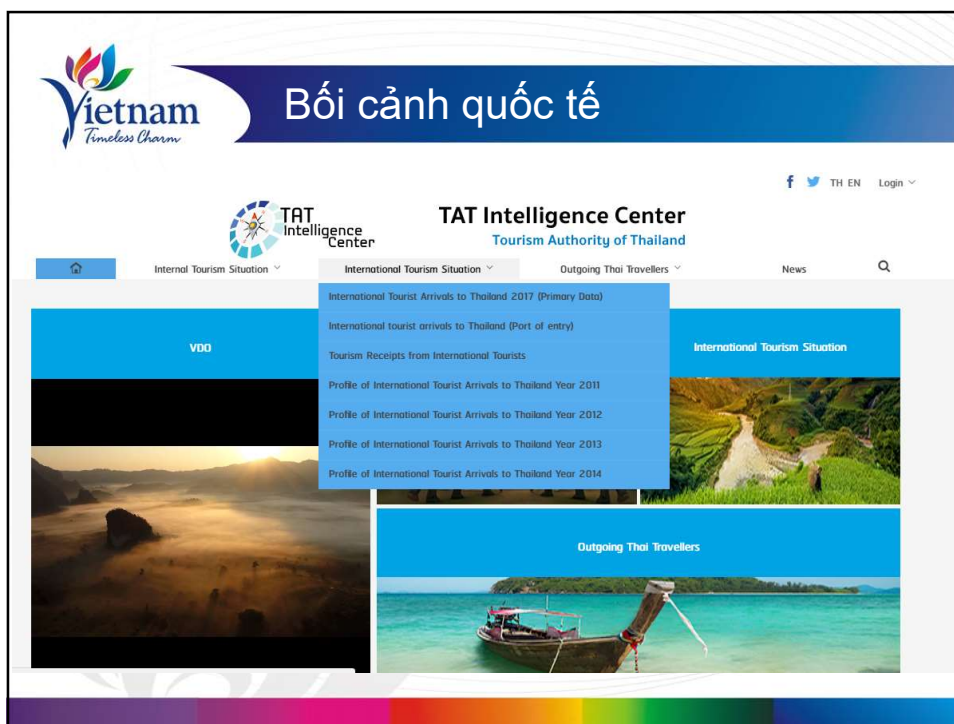 Vietnam
Timeless Charm
Bối cảnh quốc tế
f TH EN Login
TAT
Intelligence
Center
TAT Intelligence Center
Tourism Authority of Thailand
Internal Tourism Situation
International Tourism Situation
Outgoing Thai Travellers
News
International Tourist Arrivals to Thailand 2017 (Primary Data)
International tourist arrivals to Thailand (Port of entry)
Tourism Receipts from International Tourists
Profile of International Tourist Arrivals to Thailand Year 2011
Profile of International Tourist Arrivals to Thailand Year 2012
Profile of International Tourist Arrivals to Thailand Year 2013
Profile of International Tourist Arrivals to Thailand Year 2014
VDO
International Tourism Situation
Outgoing Thai Travellers